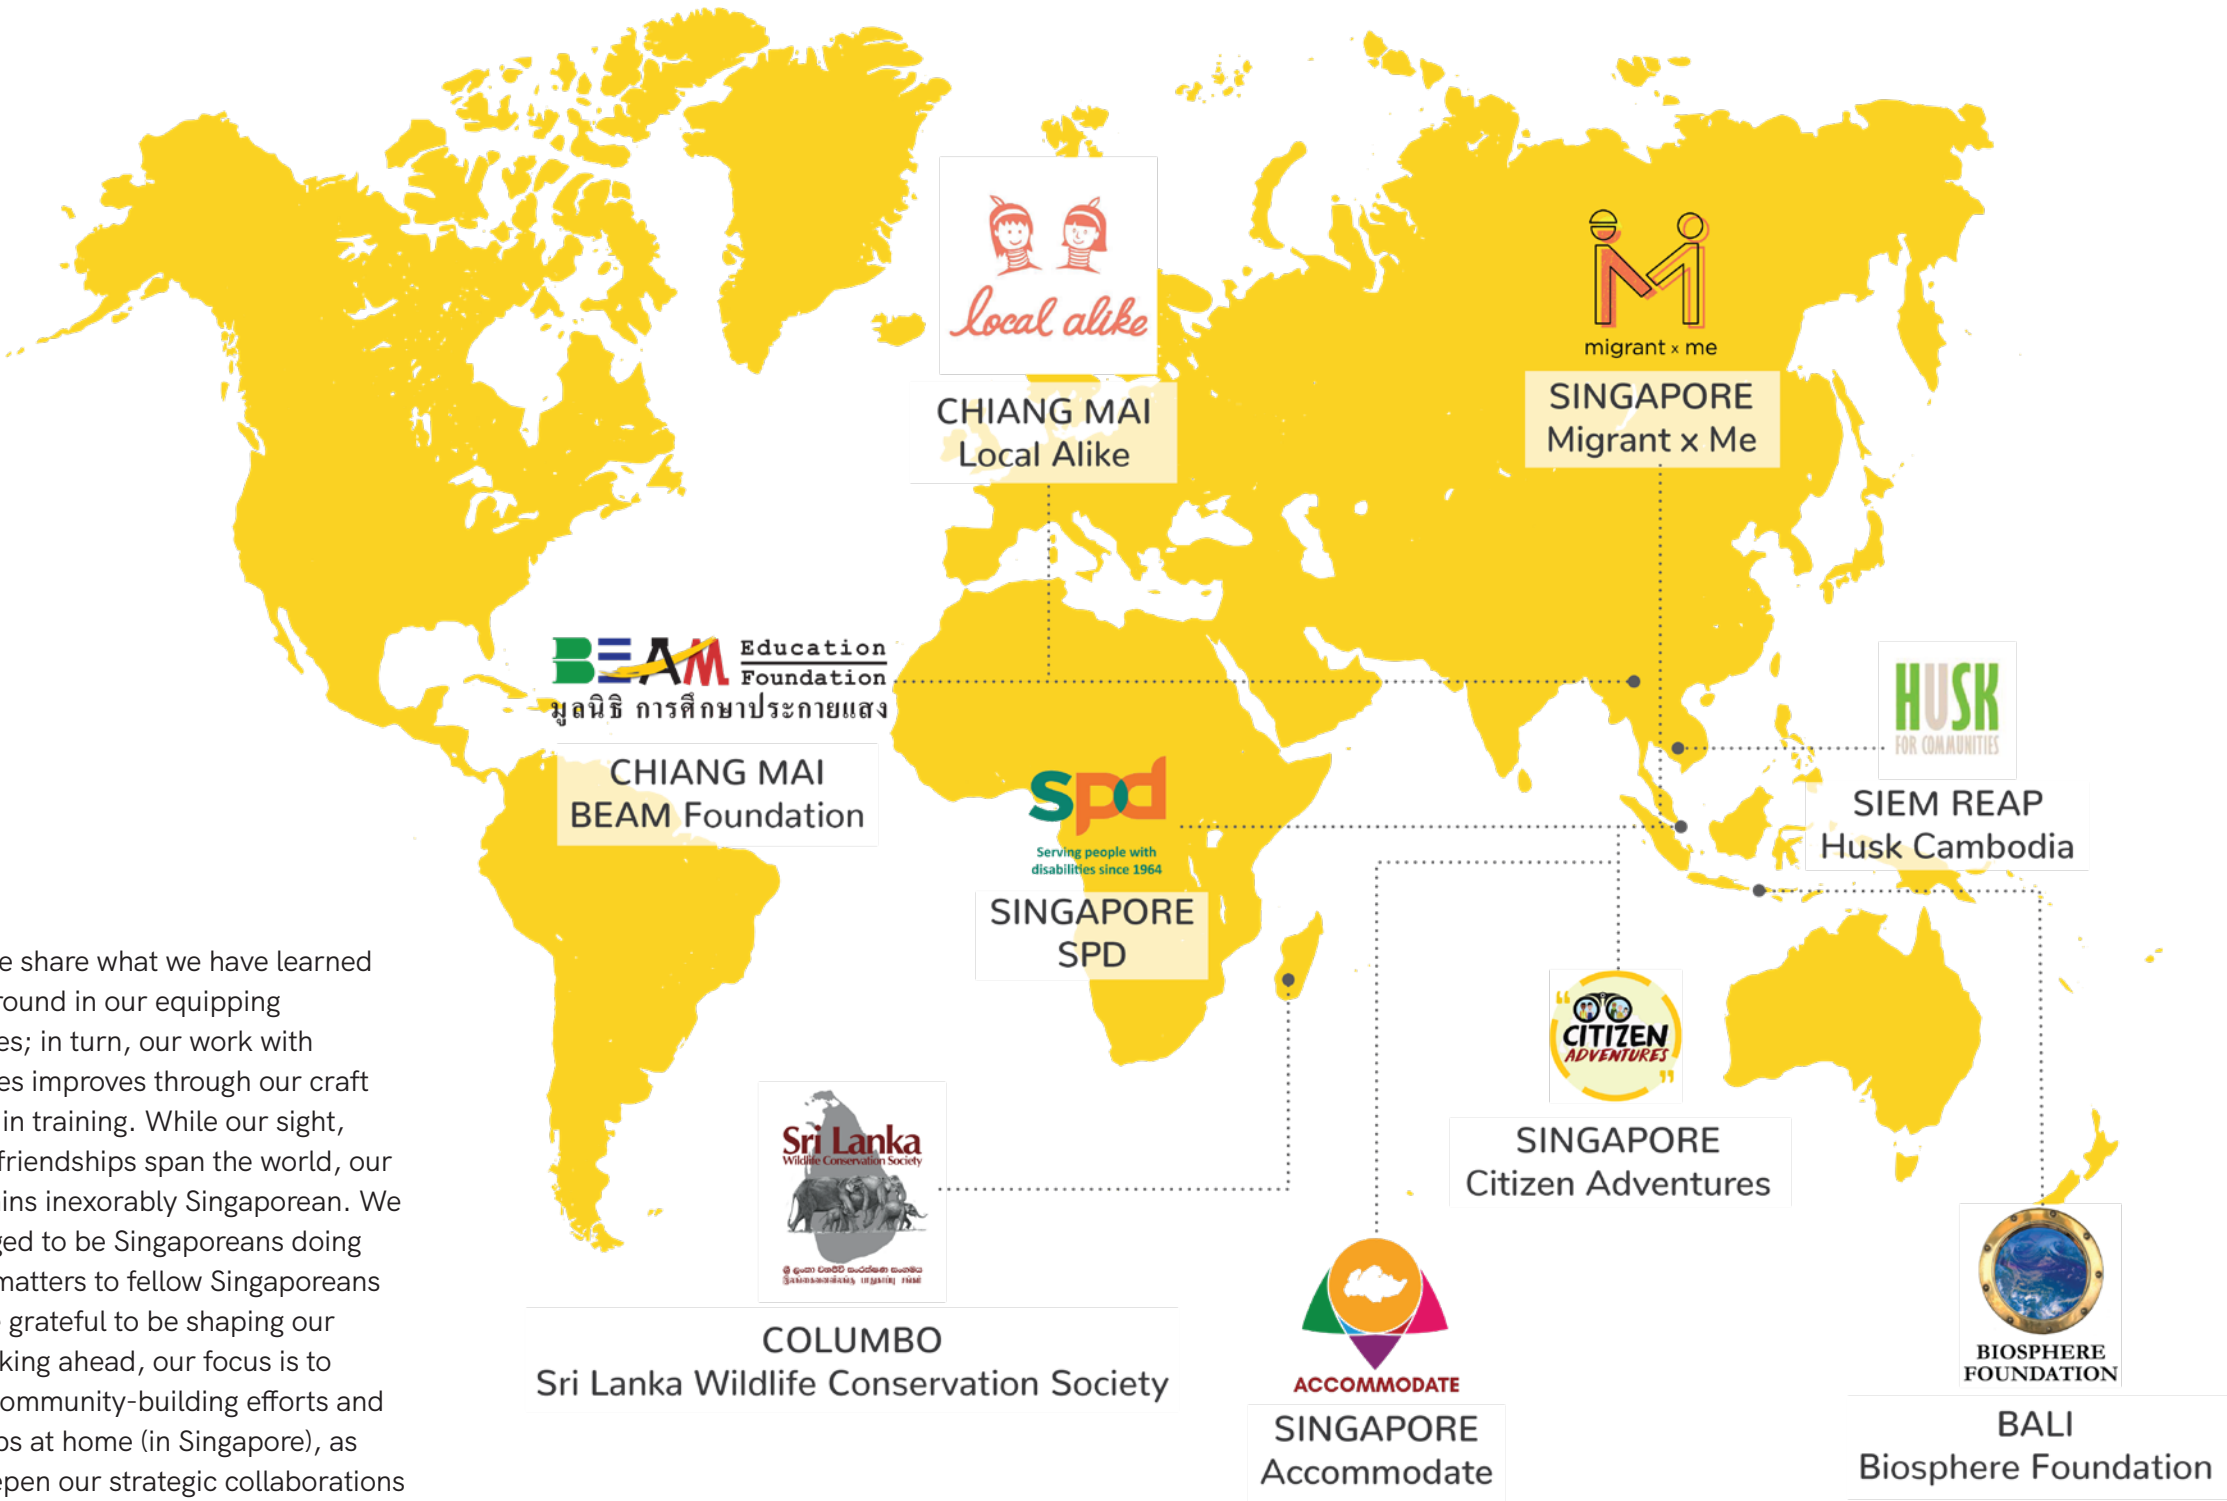 local alike
CHIANG MAI
Local Alike
migrant x me
SINGAPORE
Migrant x Me
BEAM Education
Foundation
มูลนิธิ การศึกษาประกายแสง
CHIANG MAI
BEAM Foundation
HUSK
FOR COMMUNITIES
SIEM REAP
Husk Cambodia
spd
Serving people with
disabilities since 1964
SINGAPORE
SPD
e share what we have learned
round in our equipping
es; in turn, our work with
es improves through our craft
in training. While our sight,
friendships span the world, our
ins inexorably Singaporean. We
ged to be Singaporeans doing
matters to fellow Singaporeans
grateful to be shaping our
king ahead, our focus is to
ommunity-building efforts and
os at home (in Singapore), as
epen our strategic collaborations
"CITIZEN
ADVENTURES"
SINGAPORE
Citizen Adventures
Sri Lanka
Wildlife Conservation Society
COLUMBO
Sri Lanka Wildlife Conservation Society
ACCOMMODATE
SINGAPORE
Accommodate
BIOSPHERE
FOUNDATION
BALI
Biosphere Foundation